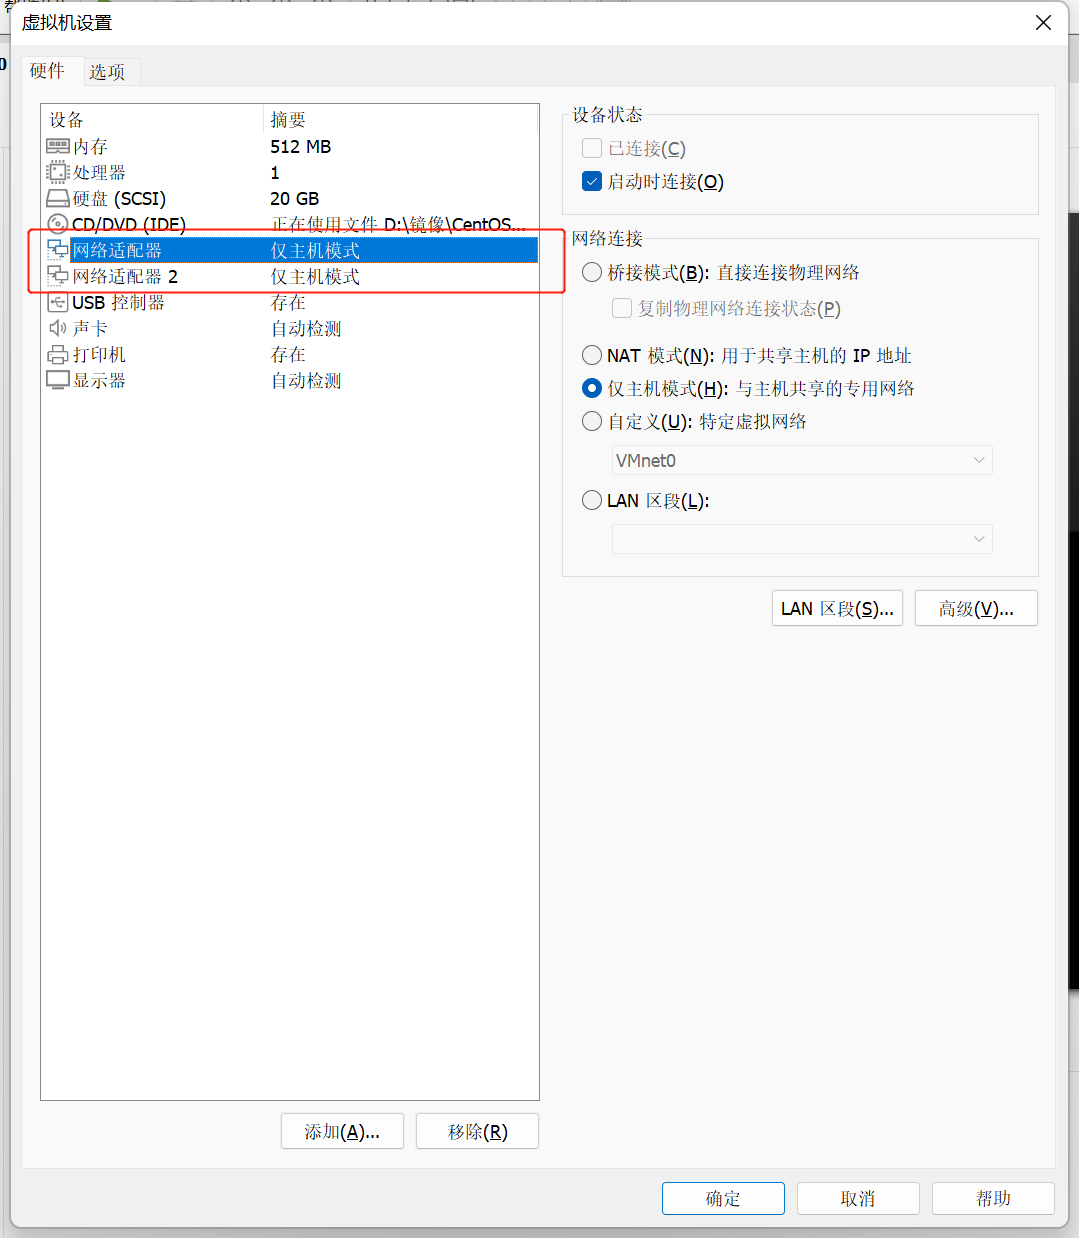 虚拟机设置
硬件 选项
设备 摘要
内存 512 MB
处理器 1
硬盘 (SCSI) 20 GB
CD/DVD (IDE) 正在使用文件 D:\镜像\CentOS...
网络适配器 仅主机模式
网络适配器 2 仅主机模式
USB 控制器 存在
声卡 自动检测
打印机 存在
显示器 自动检测
添加(A)... 移除(R)
设备状态
已连接(C)
启动时连接(O)
网络连接
桥接模式(B): 直接连接物理网络
复制物理网络连接状态(P)
NAT 模式(N): 用于共享主机的 IP 地址
仅主机模式(H): 与主机共享的专用网络
自定义(U): 特定虚拟网络
VMnet0
LAN 区段(L):
LAN 区段(S)... 高级(V)...
确定 取消 帮助